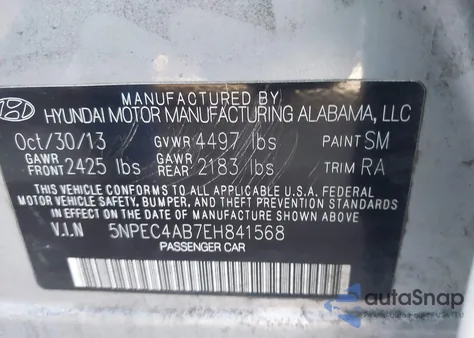 MANUFACTURED BY
HYUNDAI MOTOR MANUFACTURING ALABAMA, LLC
Oct/30/13 GVWR 4497 lbs PAINT SM
GAWR FRONT 2425 lbs GAWR REAR 2183 lbs TRIM RA
THIS VEHICLE CONFORMS TO ALL APPLICABLE U.S.A. FEDERAL
MOTOR VEHICLE SAFETY, BUMPER, AND THEFT PREVENTION STANDARDS
IN EFFECT ON THE DATE OF MANUFACTURE SHOWN ABOVE.
V.I.N 5NPEC4AB7EH841568
PASSENGER CAR
autoSnap